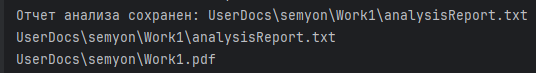 Отчет анализа сохранен: UserDocs\semyon\Work1\analysisReport.txt
UserDocs\semyon\Work1\analysisReport.txt
UserDocs\semyon\Work1.pdf